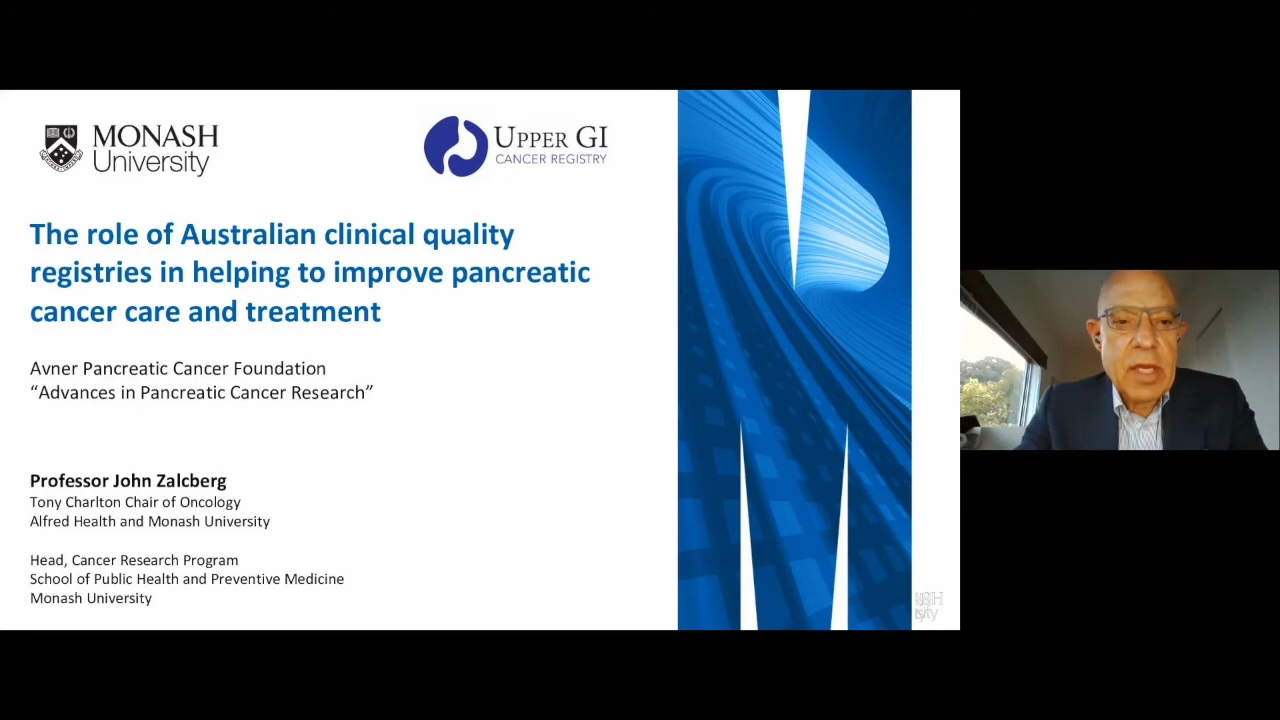 MONASH
University
UPPER GI
CANCER REGISTRY
The role of Australian clinical quality
registries in helping to improve pancreatic
cancer care and treatment
Avner Pancreatic Cancer Foundation
“Advances in Pancreatic Cancer Research”
Professor John Zalcberg
Tony Charlton Chair of Oncology
Alfred Health and Monash University
Head, Cancer Research Program
School of Public Health and Preventive Medicine
Monash University